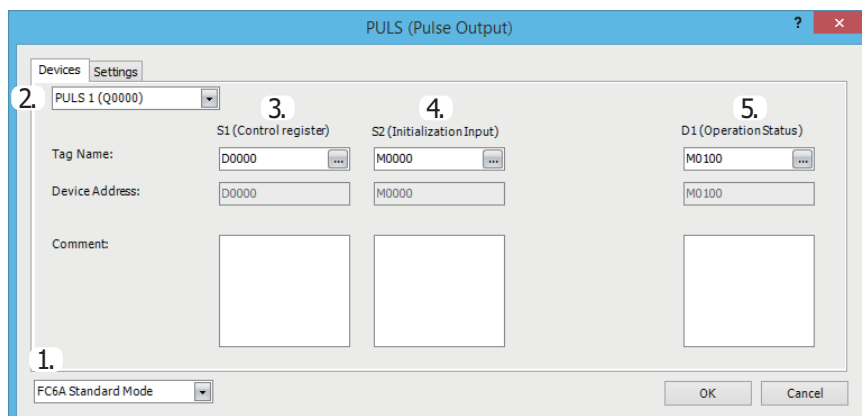 PULS (Pulse Output)
?
×
Devices Settings
2. PULS 1 (Q0000)
3. 4. 5.
S1(Control register) S2(Initialization Input) D1(Operation Status)
Tag Name: D0000 ... M0000 ... M0100 ...
Device Address: D0000 M0000 M0100
Comment:
1.
FC6A Standard Mode
OK Cancel